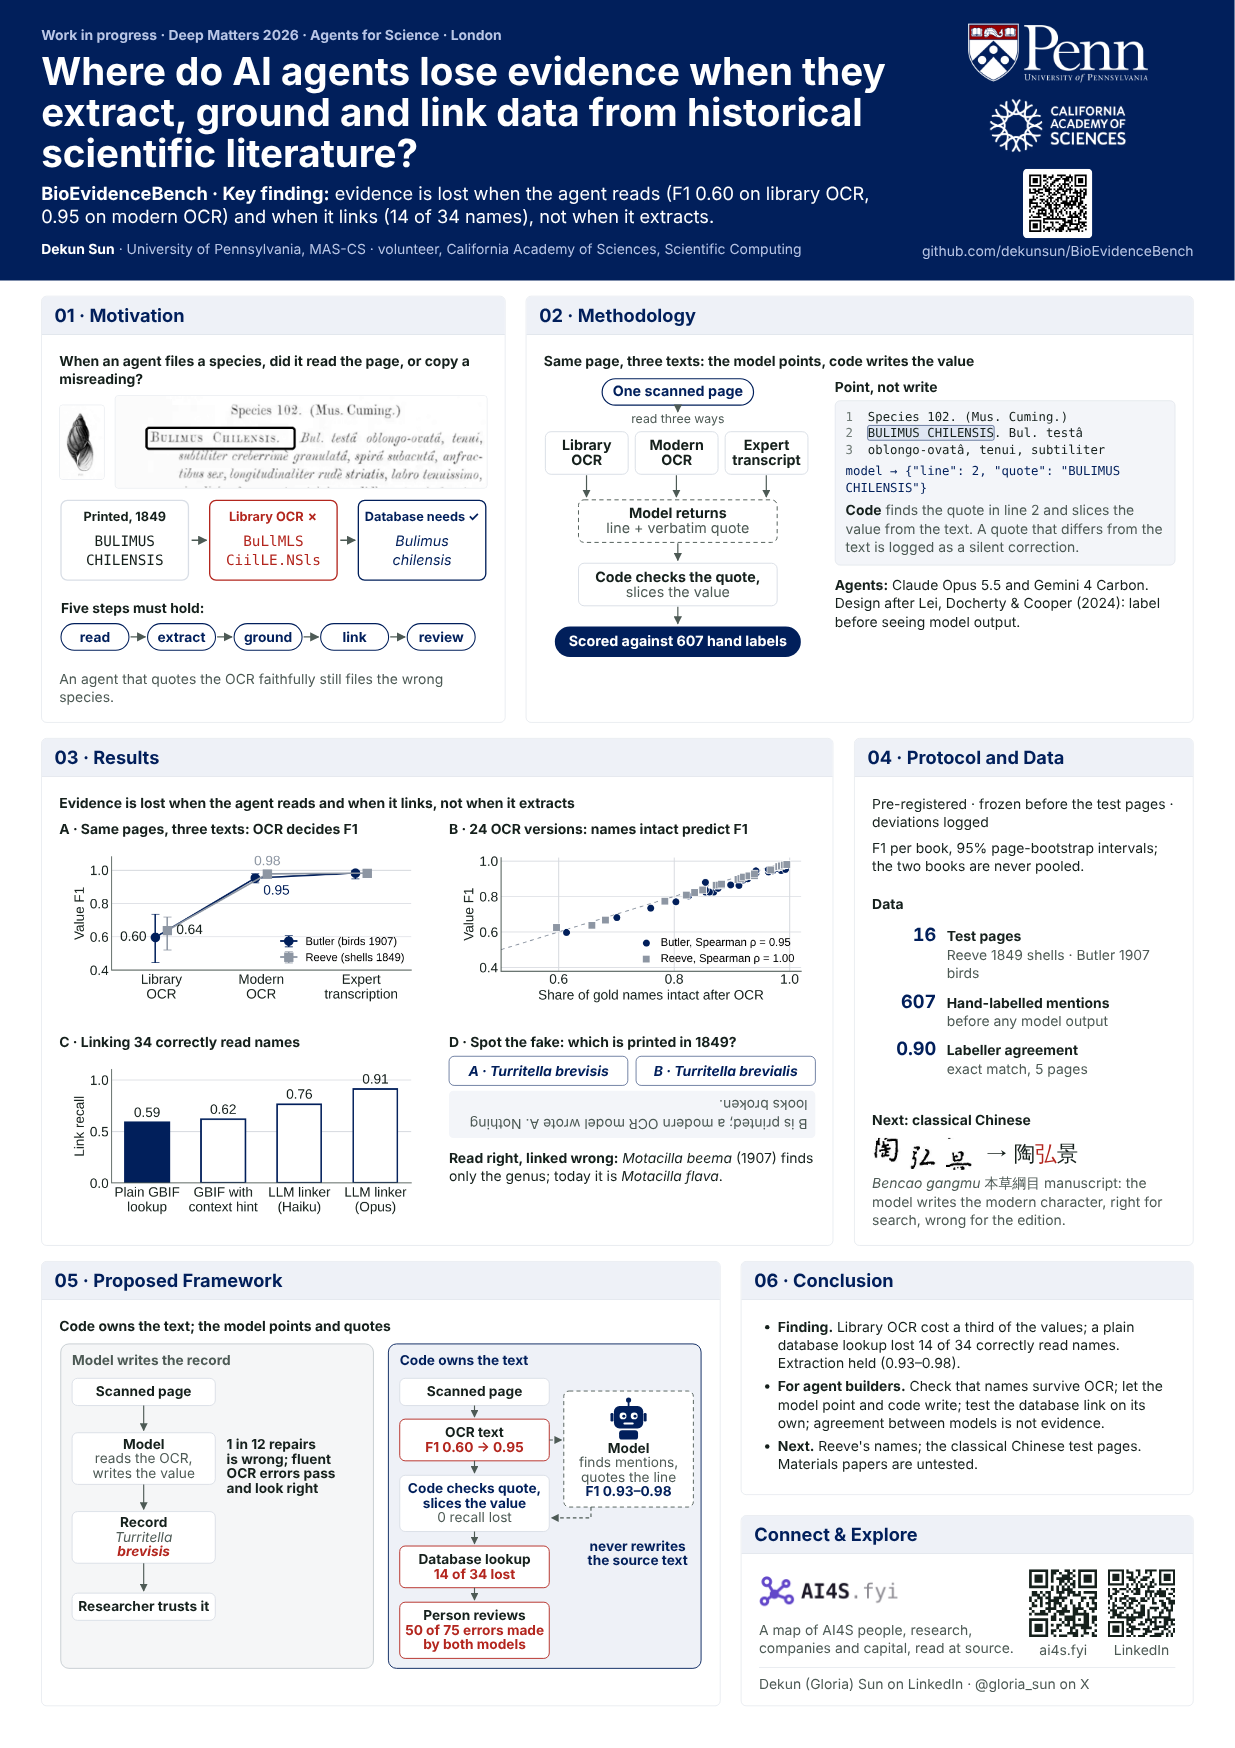 Work in progress · Deep Matters 2026 · Agents for Science · London
Where do AI agents lose evidence when they
extract, ground and link data from historical
scientific literature?
BioEvidenceBench · Key finding: evidence is lost when the agent reads (F1 0.60 on library OCR,
0.95 on modern OCR) and when it links (14 of 34 names), not when it extracts.
Dekun Sun · University of Pennsylvania, MAS-CS · volunteer, California Academy of Sciences, Scientific Computing
Penn
UNIVERSITY of PENNSYLVANIA
CALIFORNIA
ACADEMY OF
SCIENCES
github.com/dekunsun/BioEvidenceBench
01 · Motivation
When an agent files a species, did it read the page, or copy a
misreading?
Species 102. (Mus. Cuming.)
BULIMUS CHILENSIS. Bul. testâ oblongo-ovatâ, tenui,
subtiliter creberrimè granulatâ, spirâ subacutâ, anfrac-
tibus sex, longitudinaliter rudè striatis, labro tenuissimo,
Printed, 1849
BULIMUS
CHILENSIS
Library OCR ×
BuLlMLS
CiilLE.NSls
Database needs ✓
Bulimus
chilensis
Five steps must hold:
read
extract
ground
link
review
An agent that quotes the OCR faithfully still files the wrong
species.
02 · Methodology
Same page, three texts: the model points, code writes the value
One scanned page
read three ways
Library
OCR
Modern
OCR
Expert
transcript
Model returns
line + verbatim quote
Code checks the quote,
slices the value
Scored against 607 hand labels
Point, not write
1 Species 102. (Mus. Cuming.)
2 BULIMUS CHILENSIS. Bul. testâ
3 oblongo-ovatâ, tenui, subtiliter
model → {"line": 2, "quote": "BULIMUS
CHILENSIS"}
Code finds the quote in line 2 and slices the
value from the text. A quote that differs from the
text is logged as a silent correction.
Agents: Claude Opus 5.5 and Gemini 4 Carbon.
Design after Lei, Docherty & Cooper (2024): label
before seeing model output.
03 · Results
Evidence is lost when the agent reads and when it links, not when it extracts
A · Same pages, three texts: OCR decides F1
Value F1
1.0
0.8
0.6
0.4
0.60
0.64
0.98
0.95
Butler (birds 1907)
Reeve (shells 1849)
Library
OCR
Modern
OCR
Expert
transcription
B · 24 OCR versions: names intact predict F1
Value F1
1.0
0.8
0.6
0.4
Butler, Spearman ρ = 0.95
Reeve, Spearman ρ = 1.00
0.6
0.8
1.0
Share of gold names intact after OCR
C · Linking 34 correctly read names
Link recall
1.0
0.5
0.0
0.59
0.62
0.76
0.91
Plain GBIF
lookup
GBIF with
context hint
LLM linker
(Haiku)
LLM linker
(Opus)
D · Spot the fake: which is printed in 1849?
A · Turritella brevisis
B · Turritella brevialis
B is printed; a modern OCR model wrote A. Nothing
looks broken.
Read right, linked wrong: Motacilla beema (1907) finds
only the genus; today it is Motacilla flava.
04 · Protocol and Data
Pre-registered · frozen before the test pages ·
deviations logged
F1 per book, 95% page-bootstrap intervals;
the two books are never pooled.
Data
16 Test pages
Reeve 1849 shells · Butler 1907
birds
607 Hand-labelled mentions
before any model output
0.90 Labeller agreement
exact match, 5 pages
Next: classical Chinese
陶弘景 → 陶弘景
Bencao gangmu 本草綱目 manuscript: the
model writes the modern character, right for
search, wrong for the edition.
05 · Proposed Framework
Code owns the text; the model points and quotes
Model writes the record
Scanned page
Model
reads the OCR,
writes the value
Record
Turritella
brevisis
Researcher trusts it
1 in 12 repairs
is wrong; fluent
OCR errors pass
and look right
Code owns the text
Scanned page
OCR text
F1 0.60 → 0.95
Code checks quote,
slices the value
0 recall lost
Database lookup
14 of 34 lost
Person reviews
50 of 75 errors made
by both models
Model
finds mentions,
quotes the line
F1 0.93–0.98
never rewrites
the source text
06 · Conclusion
• Finding. Library OCR cost a third of the values; a plain
database lookup lost 14 of 34 correctly read names.
Extraction held (0.93–0.98).
• For agent builders. Check that names survive OCR; let the
model point and code write; test the database link on its
own; agreement between models is not evidence.
• Next. Reeve's names; the classical Chinese test pages.
Materials papers are untested.
Connect & Explore
AI4S.fyi
A map of AI4S people, research,
companies and capital, read at source.
ai4s.fyi
LinkedIn
Dekun (Gloria) Sun on LinkedIn · @gloria_sun on X